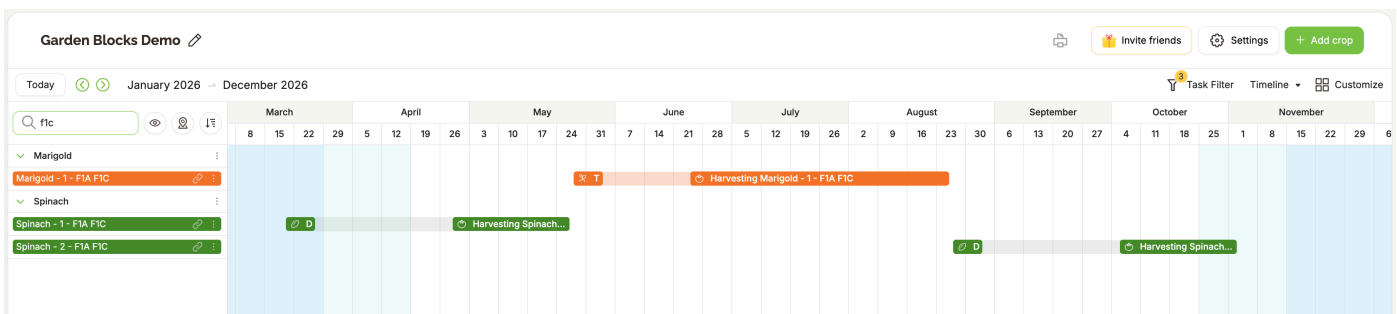 Garden Blocks Demo
Invite friends
Settings
+ Add crop
Today
January 2026 → December 2026
3
Task Filter
Timeline
Customize
f1c
March April May June July August September October November
8 15 22 29 5 12 19 26 3 10 17 24 31 7 14 21 28 5 12 19 26 2 9 16 23 30 6 13 20 27 4 11 18 25 1 8 15 22 29 6
Marigold
Marigold - 1 - F1A F1C
T
Harvesting Marigold - 1 - F1A F1C
Spinach
Spinach - 1 - F1A F1C
D
Harvesting Spinach...
Spinach - 2 - F1A F1C
D
Harvesting Spinach...